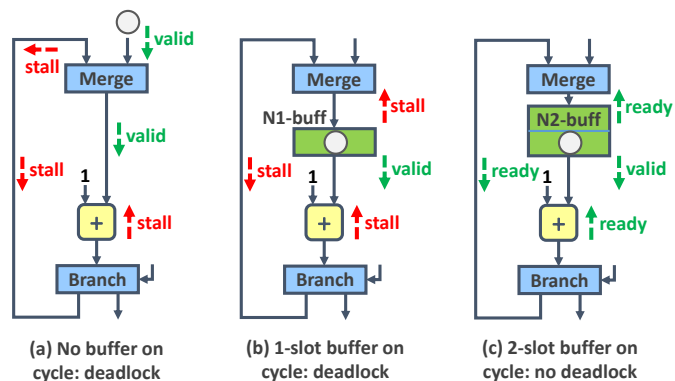 valid
stall
Merge
valid
stall
1
+
stall
Branch
(a) No buffer on
cycle: deadlock
Merge
stall
N1-buff
stall
valid
1
+
stall
Branch
(b) 1-slot buffer on
cycle: deadlock
Merge
ready
N2-buff
ready
valid
1
+
ready
Branch
(c) 2-slot buffer on
cycle: no deadlock